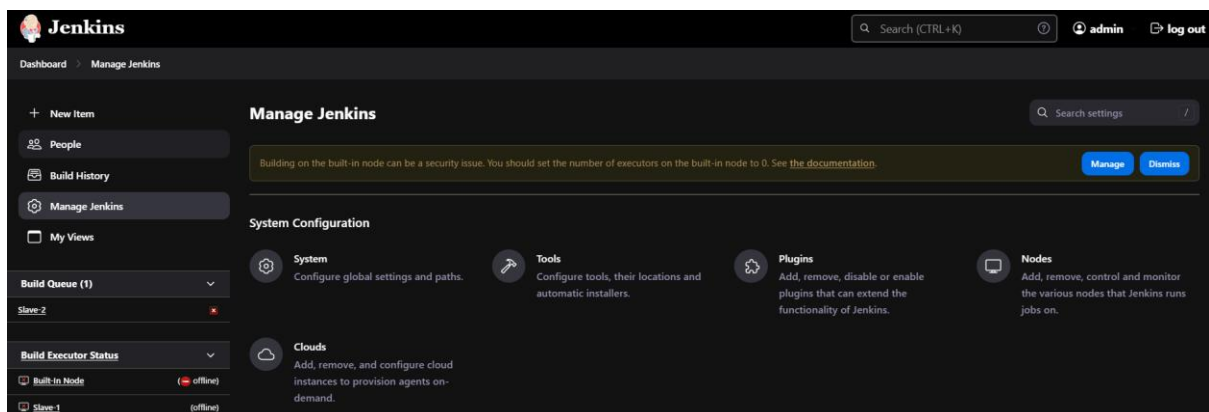 Jenkins
Search (CTRL+K)
admin
log out
Dashboard > Manage Jenkins
New Item
People
Build History
Manage Jenkins
My Views
Build Queue (1)
Slave-2
Build Executor Status
Built-In Node (offline)
Slave-1 (offline)
Manage Jenkins
Search settings /
Building on the built-in node can be a security issue. You should set the number of executors on the built-in node to 0. See the documentation.
Manage
Dismiss
System Configuration
System
Configure global settings and paths.
Tools
Configure tools, their locations and
automatic installers.
Plugins
Add, remove, disable or enable
plugins that can extend the
functionality of Jenkins.
Nodes
Add, remove, control and monitor
the various nodes that Jenkins runs
jobs on.
Clouds
Add, remove, and configure cloud
instances to provision agents on-
demand.